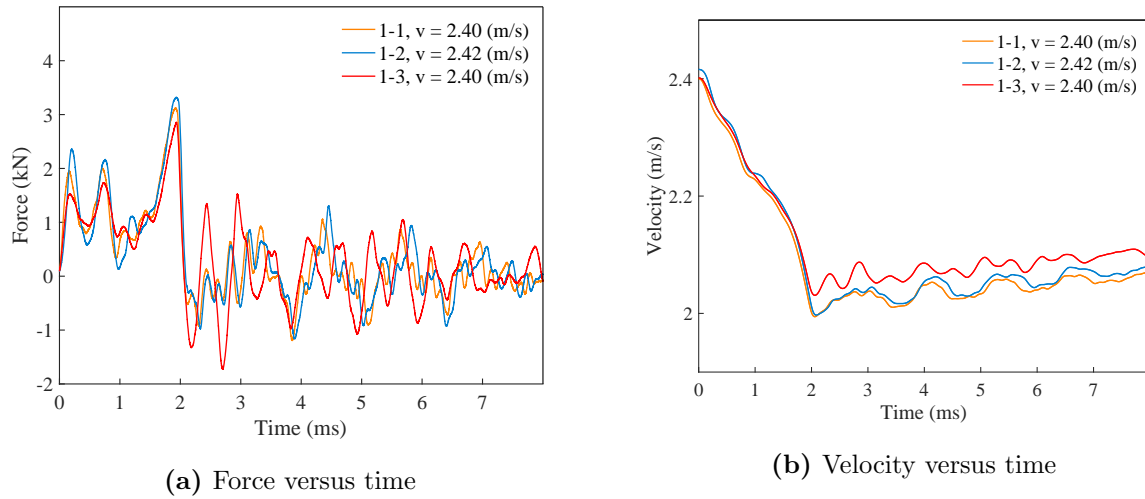 1-1, v = 2.40 (m/s)
1-2, v = 2.42 (m/s)
1-3, v = 2.40 (m/s)
4
3
2
1
0
-1
-2
Force (kN)
0 1 2 3 4 5 6 7
Time (ms)
(a) Force versus time
1-1, v = 2.40 (m/s)
1-2, v = 2.42 (m/s)
1-3, v = 2.40 (m/s)
2.4
2.2
2
Velocity (m/s)
0 1 2 3 4 5 6 7
Time (ms)
(b) Velocity versus time